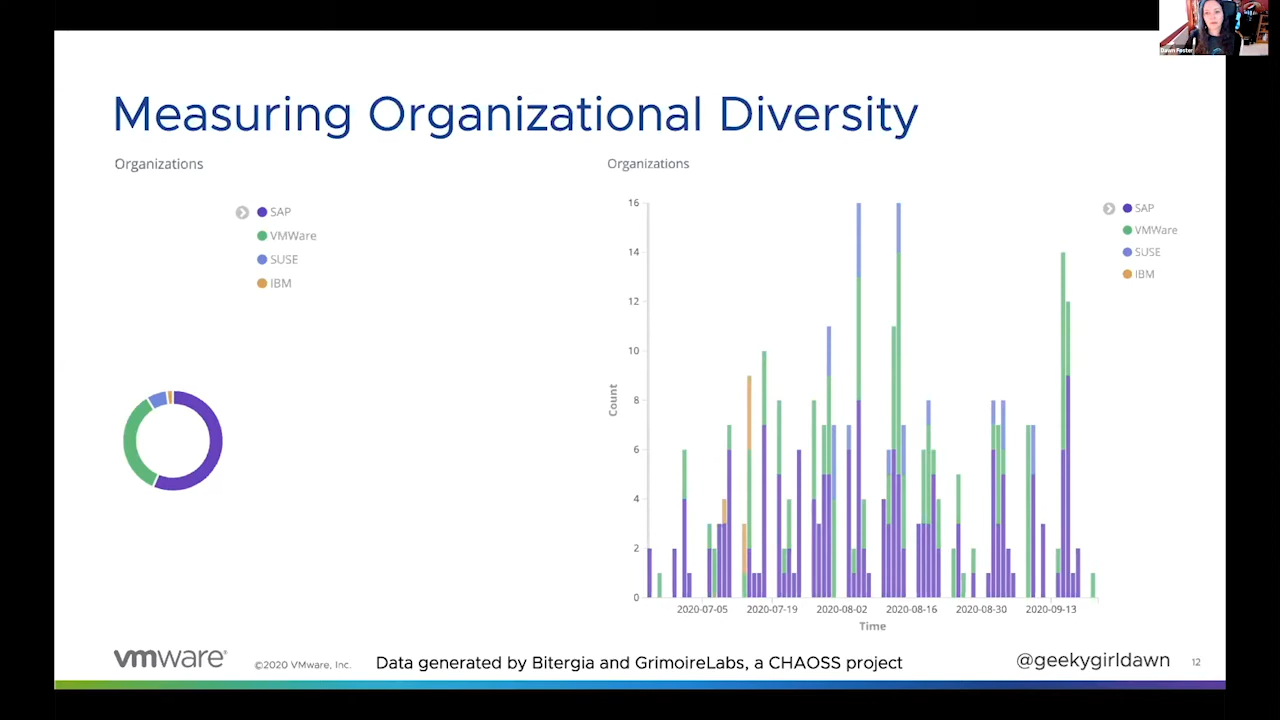 Dawn Foster
Measuring Organizational Diversity
Organizations
SAP
VMWare
SUSE
IBM
Organizations
16
14
12
10
8
6
4
2
0
Count
2020-07-05
2020-07-19
2020-08-02
2020-08-16
2020-08-30
2020-09-13
Time
SAP
VMWare
SUSE
IBM
vmware®
©2020 VMware, Inc.
Data generated by Bitergia and GrimoireLabs, a CHAOSS project
@geekygirldawn
12